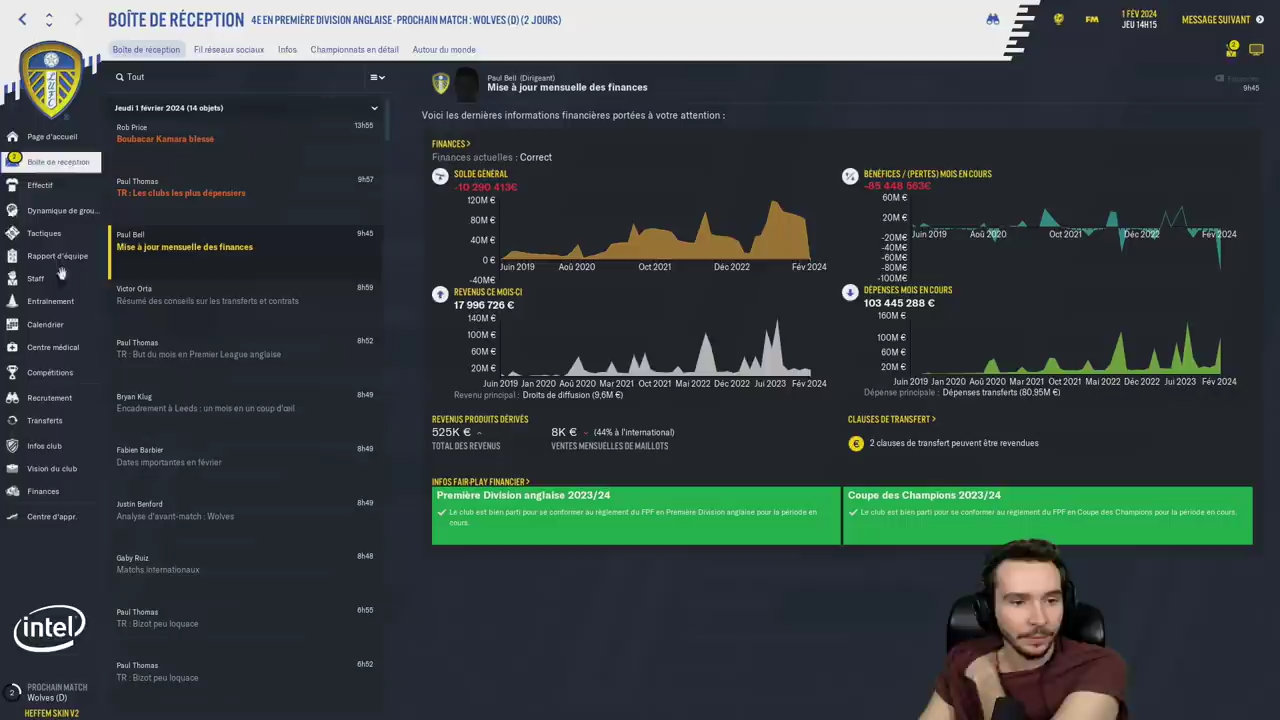 BOÎTE DE RÉCEPTION
4E EN PREMIÈRE DIVISION ANGLAISE - PROCHAIN MATCH : WOLVES (D) (2 JOURS)
FM
1 FÉV 2024
JEU 14H15
MESSAGE SUIVANT
Boîte de réception
Fil réseaux sociaux
Infos
Championnats en détail
Autour du monde
2
LUFC
Page d'accueil
7
Boîte de réception
Effectif
Dynamique de grou...
Tactiques
Rapport d'équipe
Staff
Entraînement
Calendrier
Centre médical
Compétitions
Recrutement
Transferts
Infos club
Vision du club
Finances
Centre d'appr.
intel
2
PROCHAIN MATCH
Wolves (D)
HEFFEM SKIN V2
Tout
Jeudi 1 février 2024 (14 objets)
Rob Price 13h55
Boubacar Kamara blessé
Paul Thomas 9h57
TR : Les clubs les plus dépensiers
Paul Bell 9h45
Mise à jour mensuelle des finances
Victor Orta 8h59
Résumé des conseils sur les transferts et contrats
Paul Thomas 8h52
TR : But du mois en Premier League anglaise
Bryan Klug 8h49
Encadrement à Leeds : un mois en un coup d'œil
Fabien Barbier 8h49
Dates importantes en février
Justin Benford 8h49
Analyse d'avant-match : Wolves
Gaby Ruiz 8h48
Matchs internationaux
Paul Thomas 6h55
TR : Bizot peu loquace
Paul Thomas 6h52
TR : Bizot peu loquace
Paul Bell (Dirigeant)
Mise à jour mensuelle des finances
9h45
Voici les dernières informations financières portées à votre attention :
FINANCES >
Finances actuelles : Correct
SOLDE GÉNÉRAL
-10 290 413€
120M €
80M €
40M €
0 €
-40M€
Juin 2019 Aoû 2020 Oct 2021 Déc 2022 Fév 2024
BÉNÉFICES / (PERTES) MOIS EN COURS
-85 448 563€
60M €
20M €
-20M€
-40M€
-60M€
-80M€
-100M€
Juin 2019 Aoû 2020 Oct 2021 Déc 2022 Fév 2024
REVENUS CE MOIS-CI
17 996 726 €
140M €
100M €
60M €
20M €
Juin 2019 Jan 2020 Aoû 2020 Mar 2021 Oct 2021 Mai 2022 Déc 2022 Jul 2023 Fév 2024
Revenu principal : Droits de diffusion (9,6M €)
DÉPENSES MOIS EN COURS
103 445 288 €
160M €
100M €
60M €
20M €
Juin 2019 Jan 2020 Aoû 2020 Mar 2021 Oct 2021 Mai 2022 Déc 2022 Jul 2023 Fév 2024
Dépense principale : Dépenses transferts (80,95M €)
REVENUS PRODUITS DÉRIVÉS
525K €
TOTAL DES REVENUS
8K € (44% à l'international)
VENTES MENSUELLES DE MAILLOTS
CLAUSES DE TRANSFERT >
€ 2 clauses de transfert peuvent être revendues
INFOS FAIR-PLAY FINANCIER >
Première Division anglaise 2023/24
Le club est bien parti pour se conformer au règlement du FPF en Première Division anglaise pour la période en
cours.
Coupe des Champions 2023/24
Le club est bien parti pour se conformer au règlement du FPF en Coupe des Champions pour la période en cours.